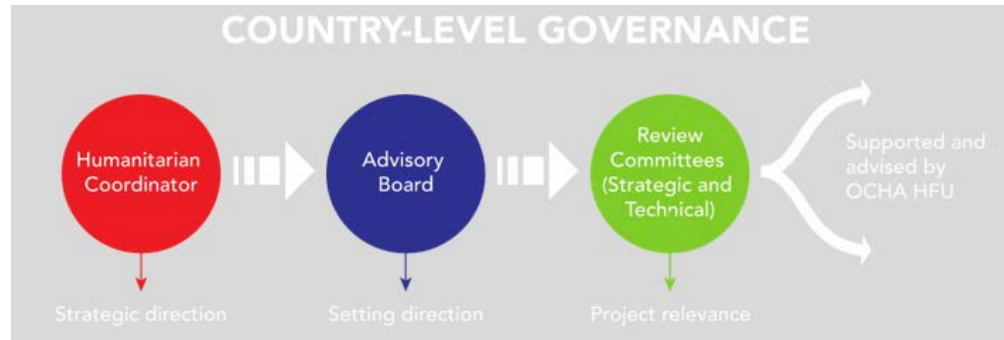 COUNTRY-LEVEL GOVERNANCE
Humanitarian
Coordinator
Advisory
Board
Review
Committees
(Strategic and
Technical)
Supported and
advised by
OCHA HFU
Strategic direction
Setting direction
Project relevance